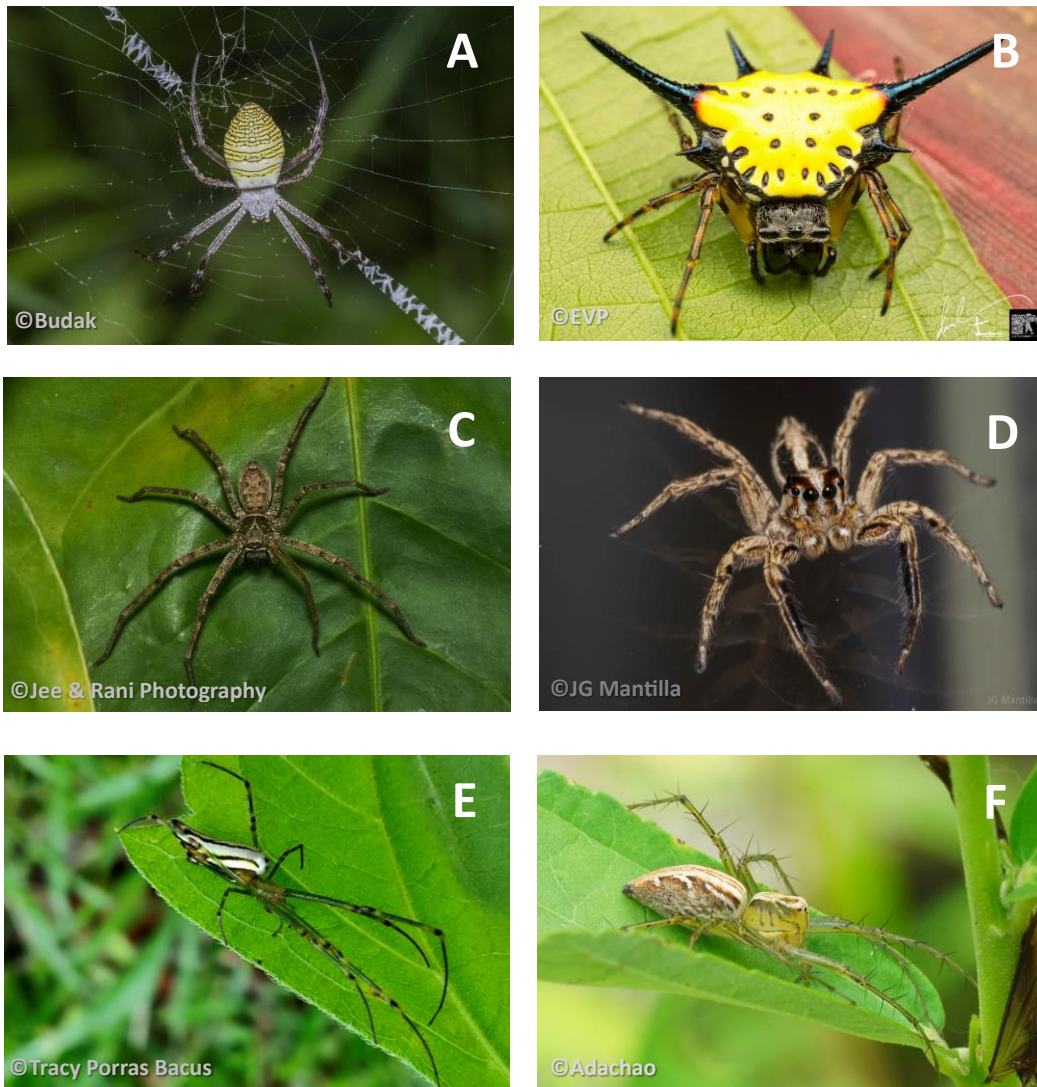 A
B
©Budak
©EVP
C
D
©Jee & Rani Photography
©JG Mantilla
JG Mantilla
E
F
©Tracy Porras Bacus
©Adachao